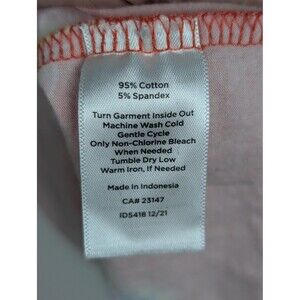 95% Cotton
5% Spandex
Turn Garment Inside Out
Machine Wash Cold
Gentle Cycle
Only Non-Chlorine Bleach
When Needed
Tumble Dry Low
Warm Iron, If Needed
Made in Indonesia
CA# 23147
ID5418 12/21